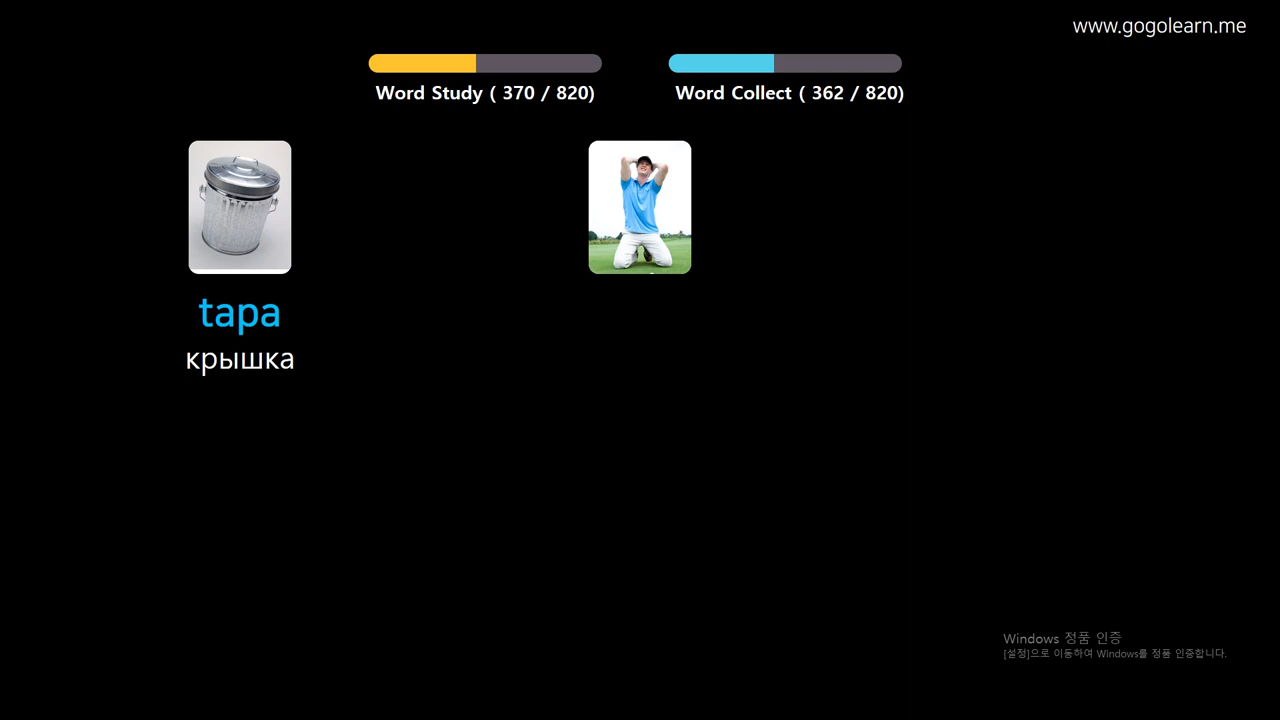 www.gogolearn.me
Word Study ( 370 / 820)
Word Collect ( 362 / 820)
tapa
крышка
Windows 정품 인증
[설정]으로 이동하여 Windows를 정품 인증합니다.